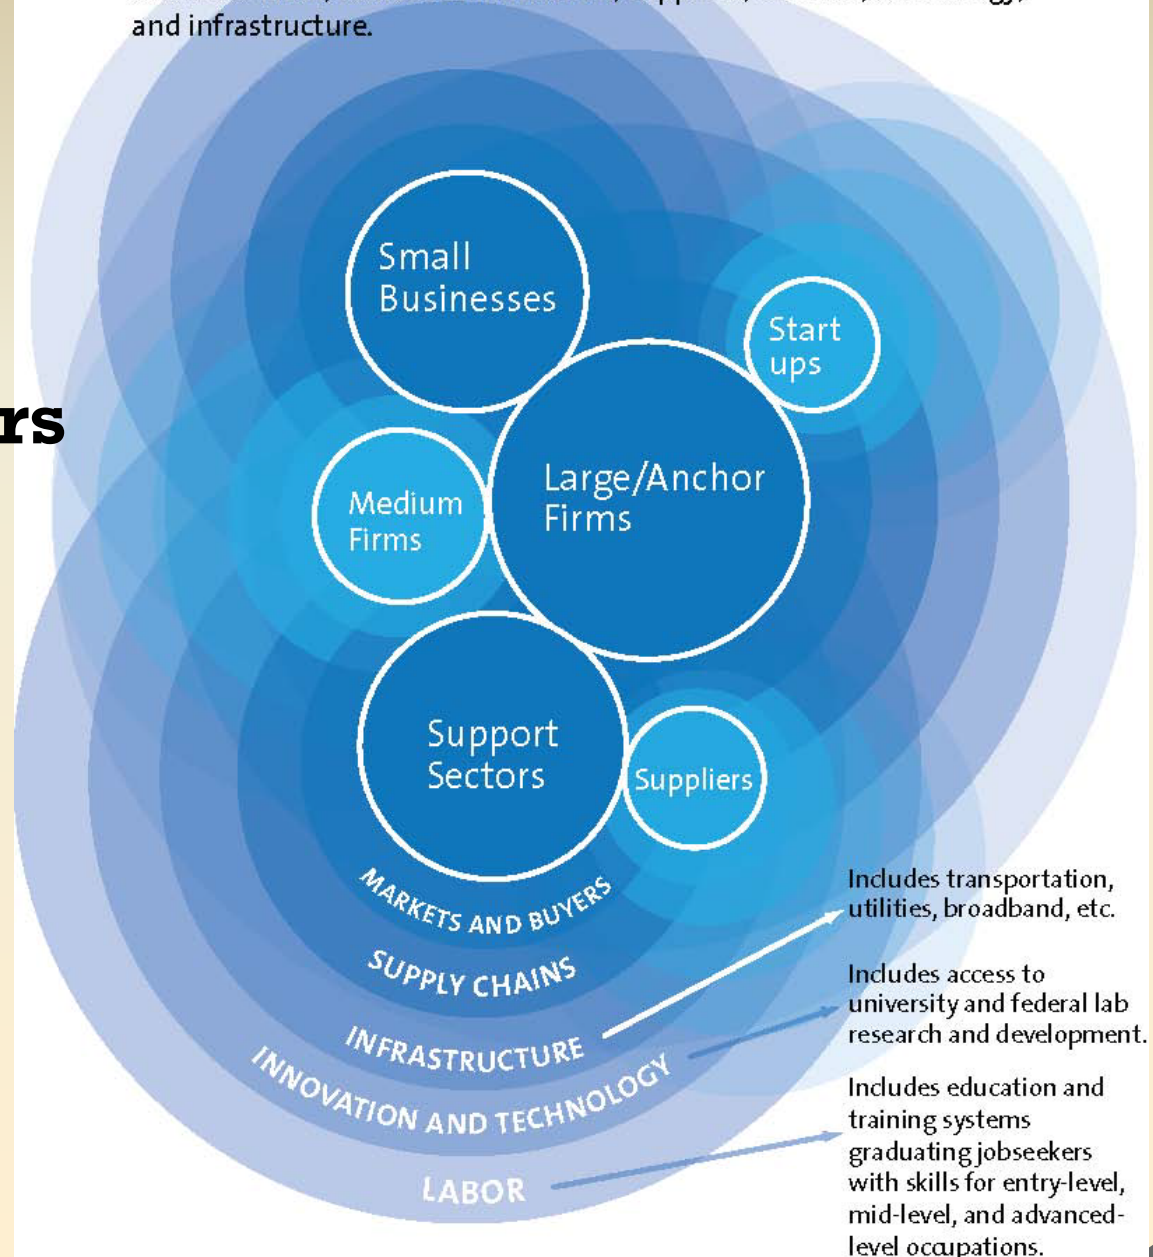 and infrastructure.
Small
Businesses
Start
ups
rs
Large/Anchor
Firms
Medium
Firms
Support
Sectors
Suppliers
MARKETS AND BUYERS
SUPPLY CHAINS
INFRASTRUCTURE
INNOVATION AND TECHNOLOGY
LABOR
Includes transportation,
utilities, broadband, etc.
Includes access to
university and federal lab
research and development.
Includes education and
training systems
graduating jobseekers
with skills for entry-level,
mid-level, and advanced-
level occupations.